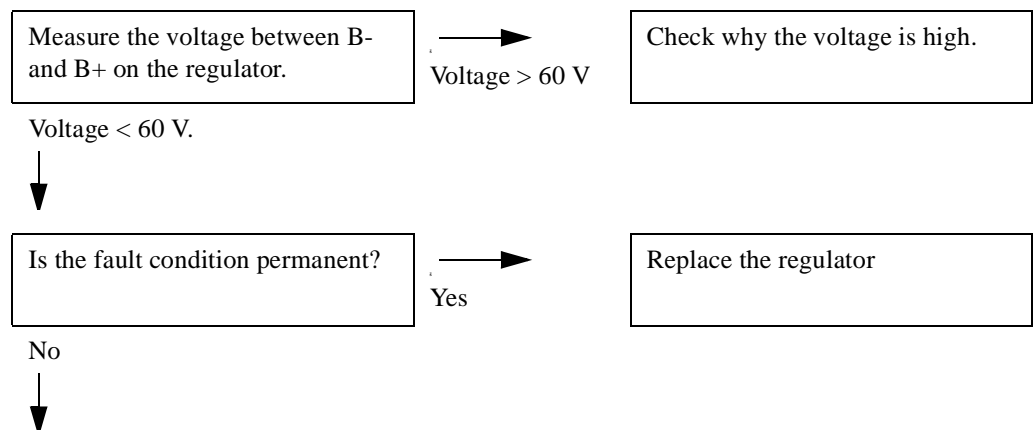 Measure the voltage between B-
and B+ on the regulator.
Voltage > 60 V
Check why the voltage is high.
Voltage < 60 V.
Is the fault condition permanent?
Yes
Replace the regulator
No